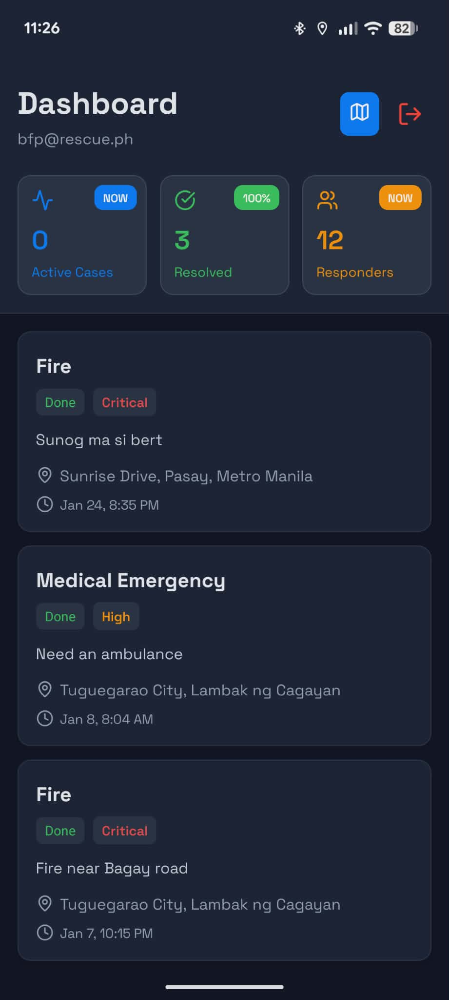 11:26
82
Dashboard
bfp@rescue.ph
NOW
0
Active Cases
100%
3
Resolved
NOW
12
Responders
Fire
Done Critical
Sunog ma si bert
Sunrise Drive, Pasay, Metro Manila
Jan 24, 8:35 PM
Medical Emergency
Done High
Need an ambulance
Tuguegarao City, Lambak ng Cagayan
Jan 8, 8:04 AM
Fire
Done Critical
Fire near Bagay road
Tuguegarao City, Lambak ng Cagayan
Jan 7, 10:15 PM